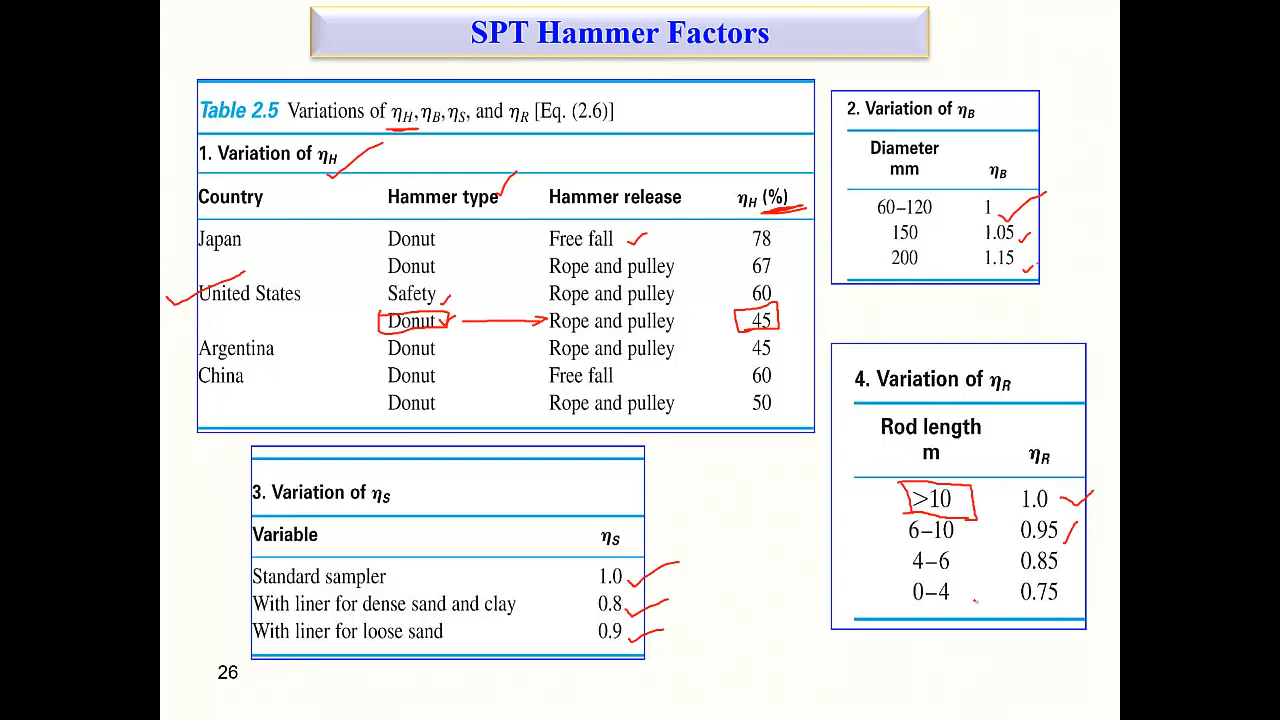 SPT Hammer Factors
Table 2.5 Variations of ηH, ηB, ηS, and ηR [Eq. (2.6)]
1. Variation of ηH
Country Hammer type Hammer release ηH (%)
Japan Donut Free fall 78
Donut Rope and pulley 67
United States Safety Rope and pulley 60
Donut Rope and pulley 45
Argentina Donut Rope and pulley 45
China Donut Free fall 60
Donut Rope and pulley 50
2. Variation of ηB
Diameter
mm ηB
60–120 1
150 1.05
200 1.15
3. Variation of ηS
Variable ηS
Standard sampler 1.0
With liner for dense sand and clay 0.8
With liner for loose sand 0.9
4. Variation of ηR
Rod length
m ηR
>10 1.0
6–10 0.95
4–6 0.85
0–4 0.75
26